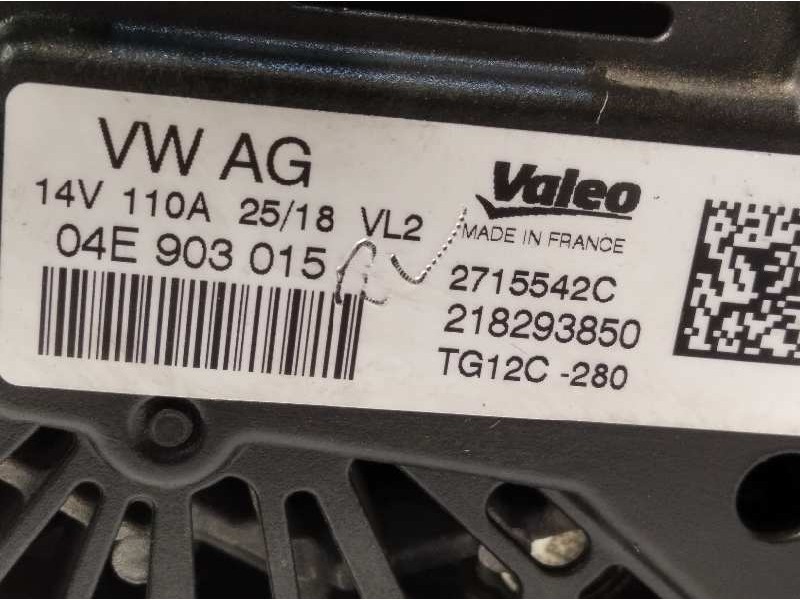 VW AG
14V 110A 25/18 VL2
04E 903 015
Valeo
MADE IN FRANCE
2715542C
218293850
TG12C -280